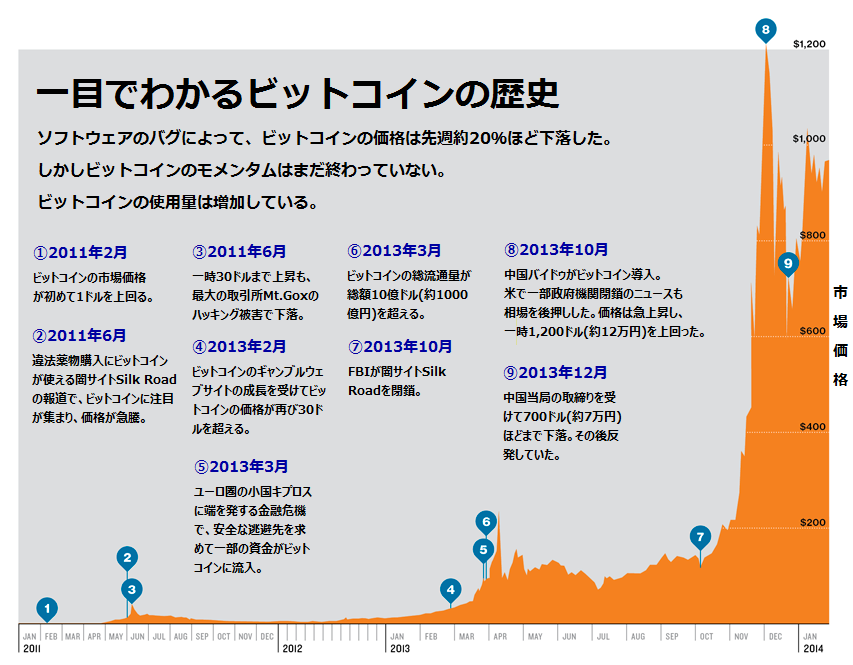 一目でわかるビットコインの歴史
ソフトウェアのバグによって、ビットコインの価格は先週約20%ほど下落した。
しかしビットコインのモメンタムはまだ終わっていない。
ビットコインの使用量は増加している。
①2011年2月
ビットコインの市場価格
が初めて1ドルを上回る。
②2011年6月
違法薬物購入にビットコイン
が使える闇サイトSilk Road
の報道で、ビットコインに注目
が集まり、価格が急騰。
③2011年6月
一時30ドルまで上昇も、
最大の取引所Mt.Goxの
ハッキング被害で下落。
④2013年2月
ビットコインのギャンブルウェ
ブサイトの成長を受けてビッ
トコインの価格が再び30ド
ルを超える。
⑤2013年3月
ユーロ圏の小国キプロス
に端を発する金融危機
で、安全な逃避先を求
めて一部の資金がビット
コインに流入。
⑥2013年3月
ビットコインの総流通量が
総額10億ドル(約1000
億円)を超える。
⑦2013年10月
FBIが闇サイトSilk
Roadを閉鎖。
⑧2013年10月
中国バイドゥがビットコイン導入。
米で一部政府機関閉鎖のニュースも
相場を後押しした。価格は急上昇し、
一時1,200ドル(約12万円)を上回った。
⑨2013年12月
中国当局の取締りを受
けて700ドル(約7万円)
ほどまで下落。その後反
発していた。
$1,200
$1,000
$800
$600
$400
$200
市場価格
1
2
3
4
5
6
7
8
9
JAN FEB MAR APR MAY JUN JUL AUG SEP OCT NOV DEC
JAN FEB MAR APR MAY JUN JUL AUG SEP OCT NOV DEC JAN
2011 2012 2013 2014